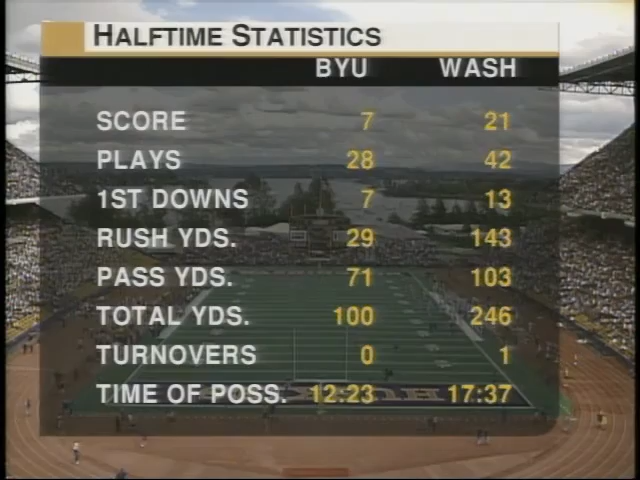 HALFTIME STATISTICS
BYU WASH
SCORE 7 21
PLAYS 28 42
1ST DOWNS 7 13
RUSH YDS. 29 143
PASS YDS. 71 103
TOTAL YDS. 100 246
TURNOVERS 0 1
TIME OF POSS. 12:23 17:37